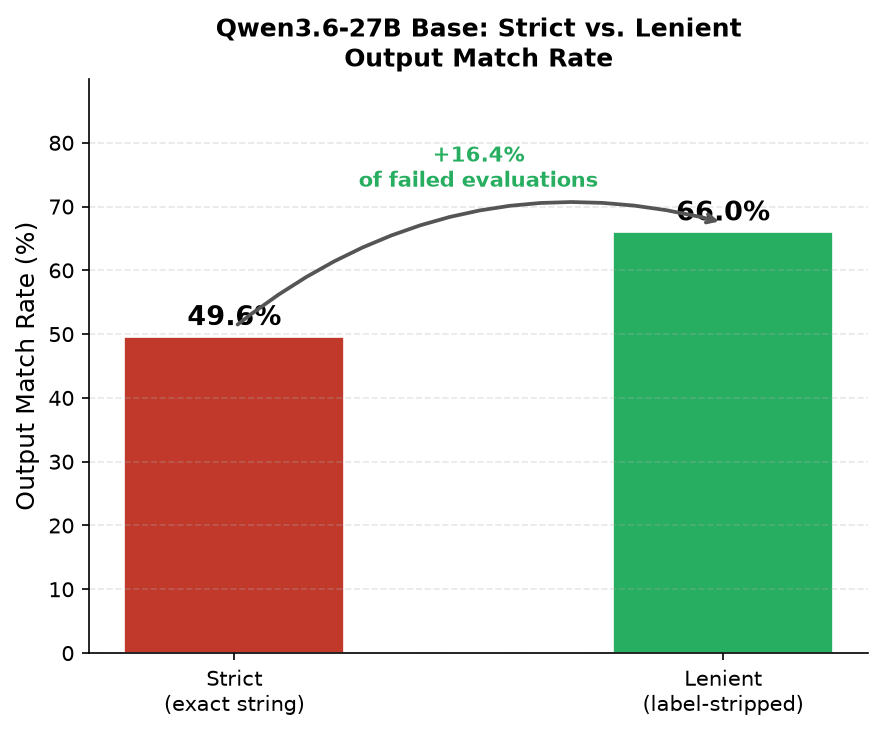 Qwen3.6-27B Base: Strict vs. Lenient
Output Match Rate
Output Match Rate (%)
80
70
60
50
40
30
20
10
0
+16.4%
of failed evaluations
49.6%
66.0%
Strict
(exact string)
Lenient
(label-stripped)